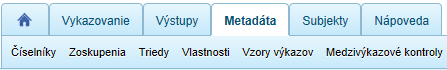 Vykazovanie Výstupy Metadáta Subjekty Nápoveda
Číselníky Zoskupenia Triedy Vlastnosti Vzory výkazov Medzivýkazové kontroly